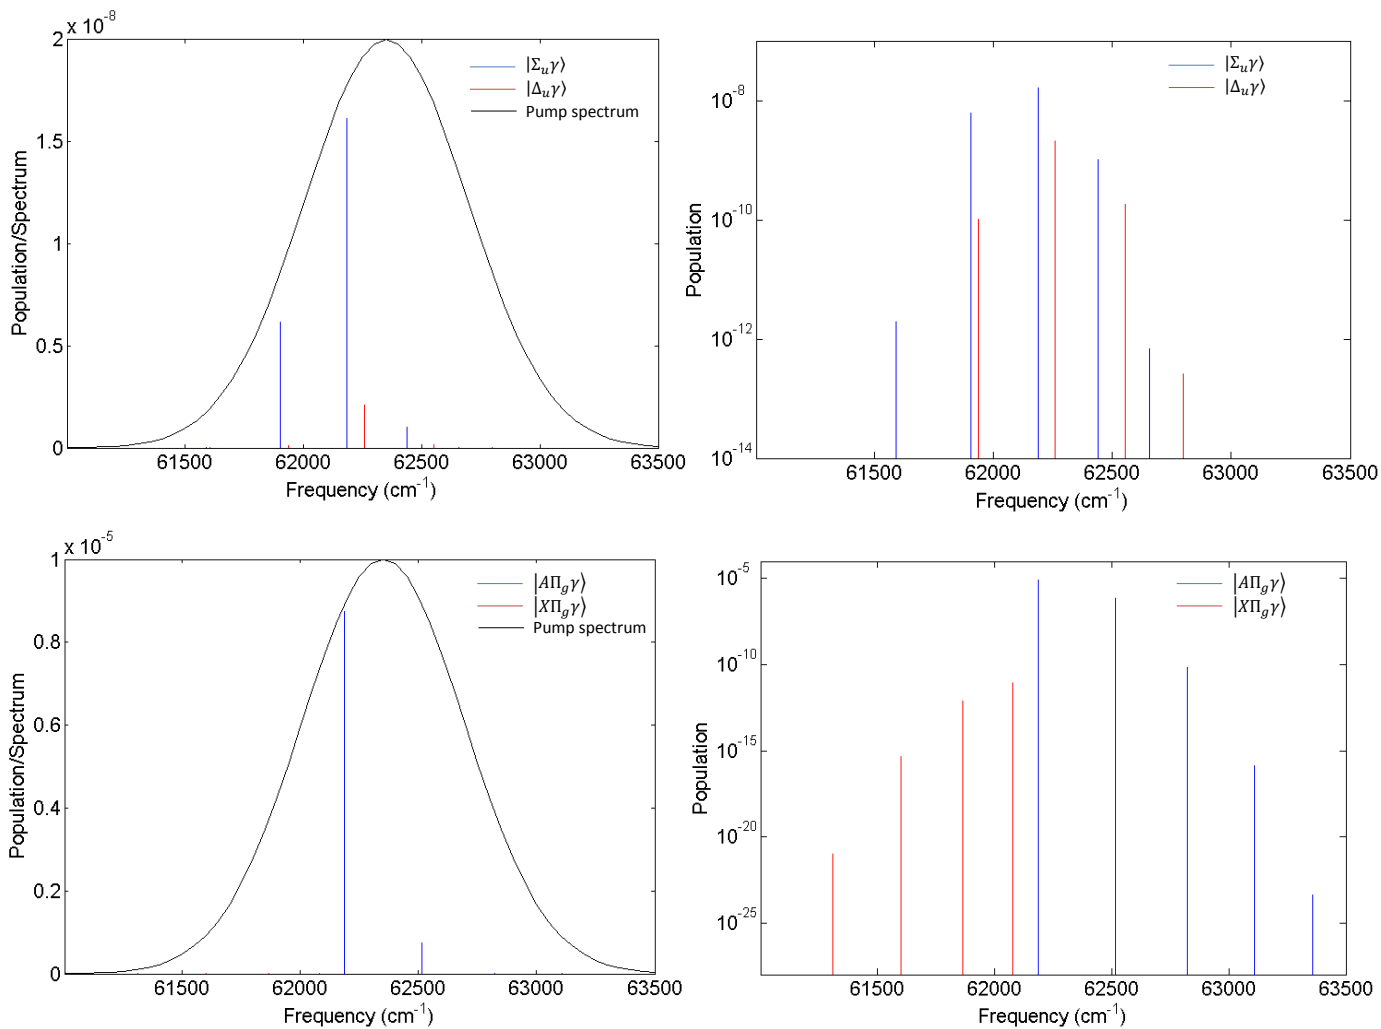 2 x 10⁻⁸
1.5
1
0.5
0
Population/Spectrum
61500 62000 62500 63000 63500
Frequency (cm⁻¹)
|Σᵤγ⟩
|Δᵤγ⟩
Pump spectrum
10⁻⁸
10⁻¹⁰
10⁻¹²
10⁻¹⁴
Population
61500 62000 62500 63000 63500
Frequency (cm⁻¹)
|Σᵤγ⟩
|Δᵤγ⟩
1 x 10⁻⁵
0.8
0.6
0.4
0.2
0
Population/Spectrum
61500 62000 62500 63000 63500
Frequency (cm⁻¹)
|AΠ_gγ⟩
|XΠ_gγ⟩
Pump spectrum
10⁻⁵
10⁻¹⁰
10⁻¹⁵
10⁻²⁰
10⁻²⁵
Population
61500 62000 62500 63000 63500
Frequency (cm⁻¹)
|AΠ_gγ⟩
|XΠ_gγ⟩